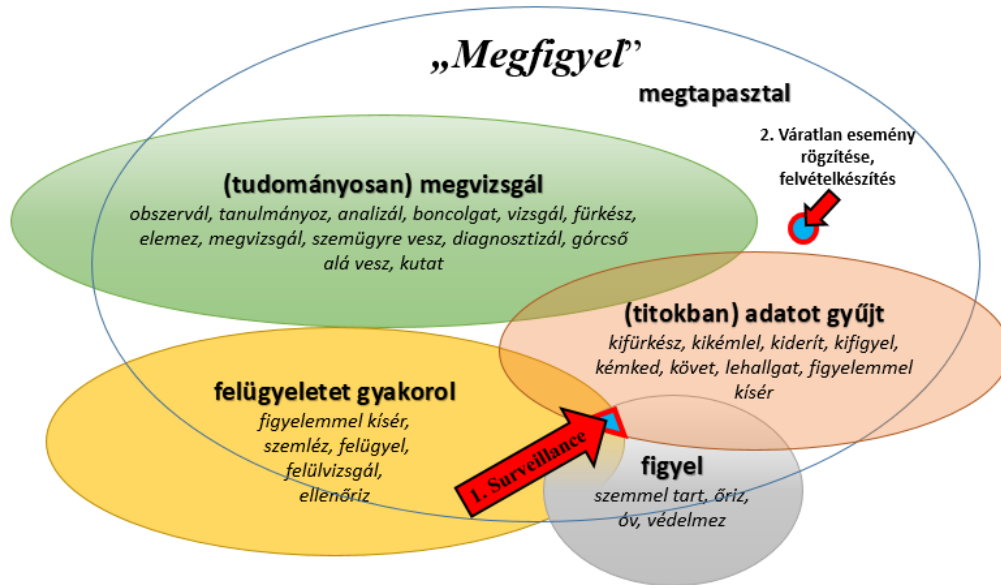 „Megfigyel”
megtapasztal
2. Váratlan esemény
rögzítése,
felvételkészítés
(tudományosan) megvizsgál
obszervál, tanulmányoz, analizál, boncolgat, vizsgál, fürkész,
elemez, megvizsgál, szemügyre vesz, diagnosztizál, górcső
alá vesz, kutat
(titokban) adatot gyűjt
kifürkész, kikémlel, kiderít, kifigyel,
kémked, követ, lehallgat, figyelemmel
kísér
felügyeletet gyakorol
figyelemmel kísér,
szemléz, felügyel,
felülvizsgál,
ellenőriz
1. Surveillance
figyel
szemmel tart, őriz,
óv, védelmez